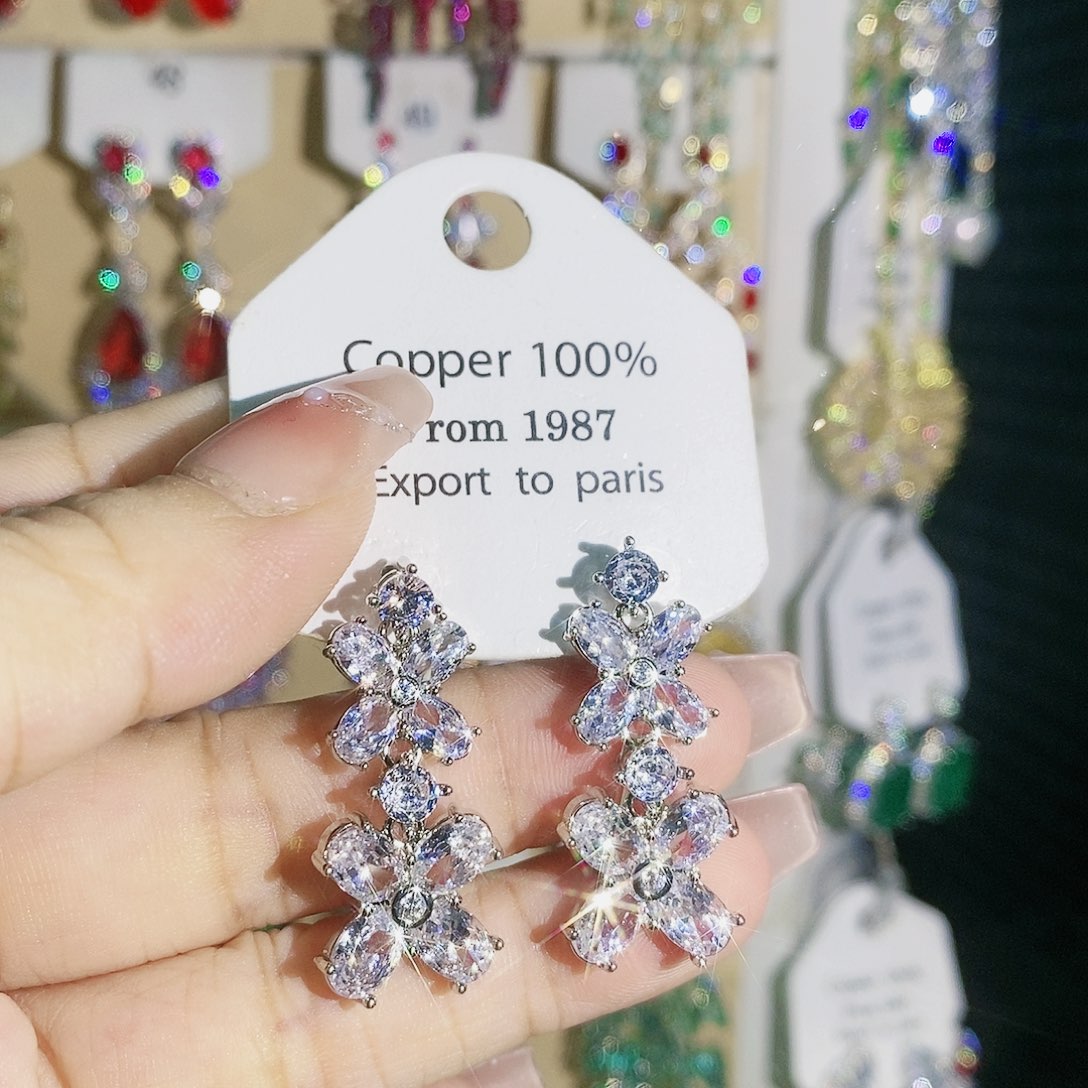 Copper 100%
rom 1987
Export to paris